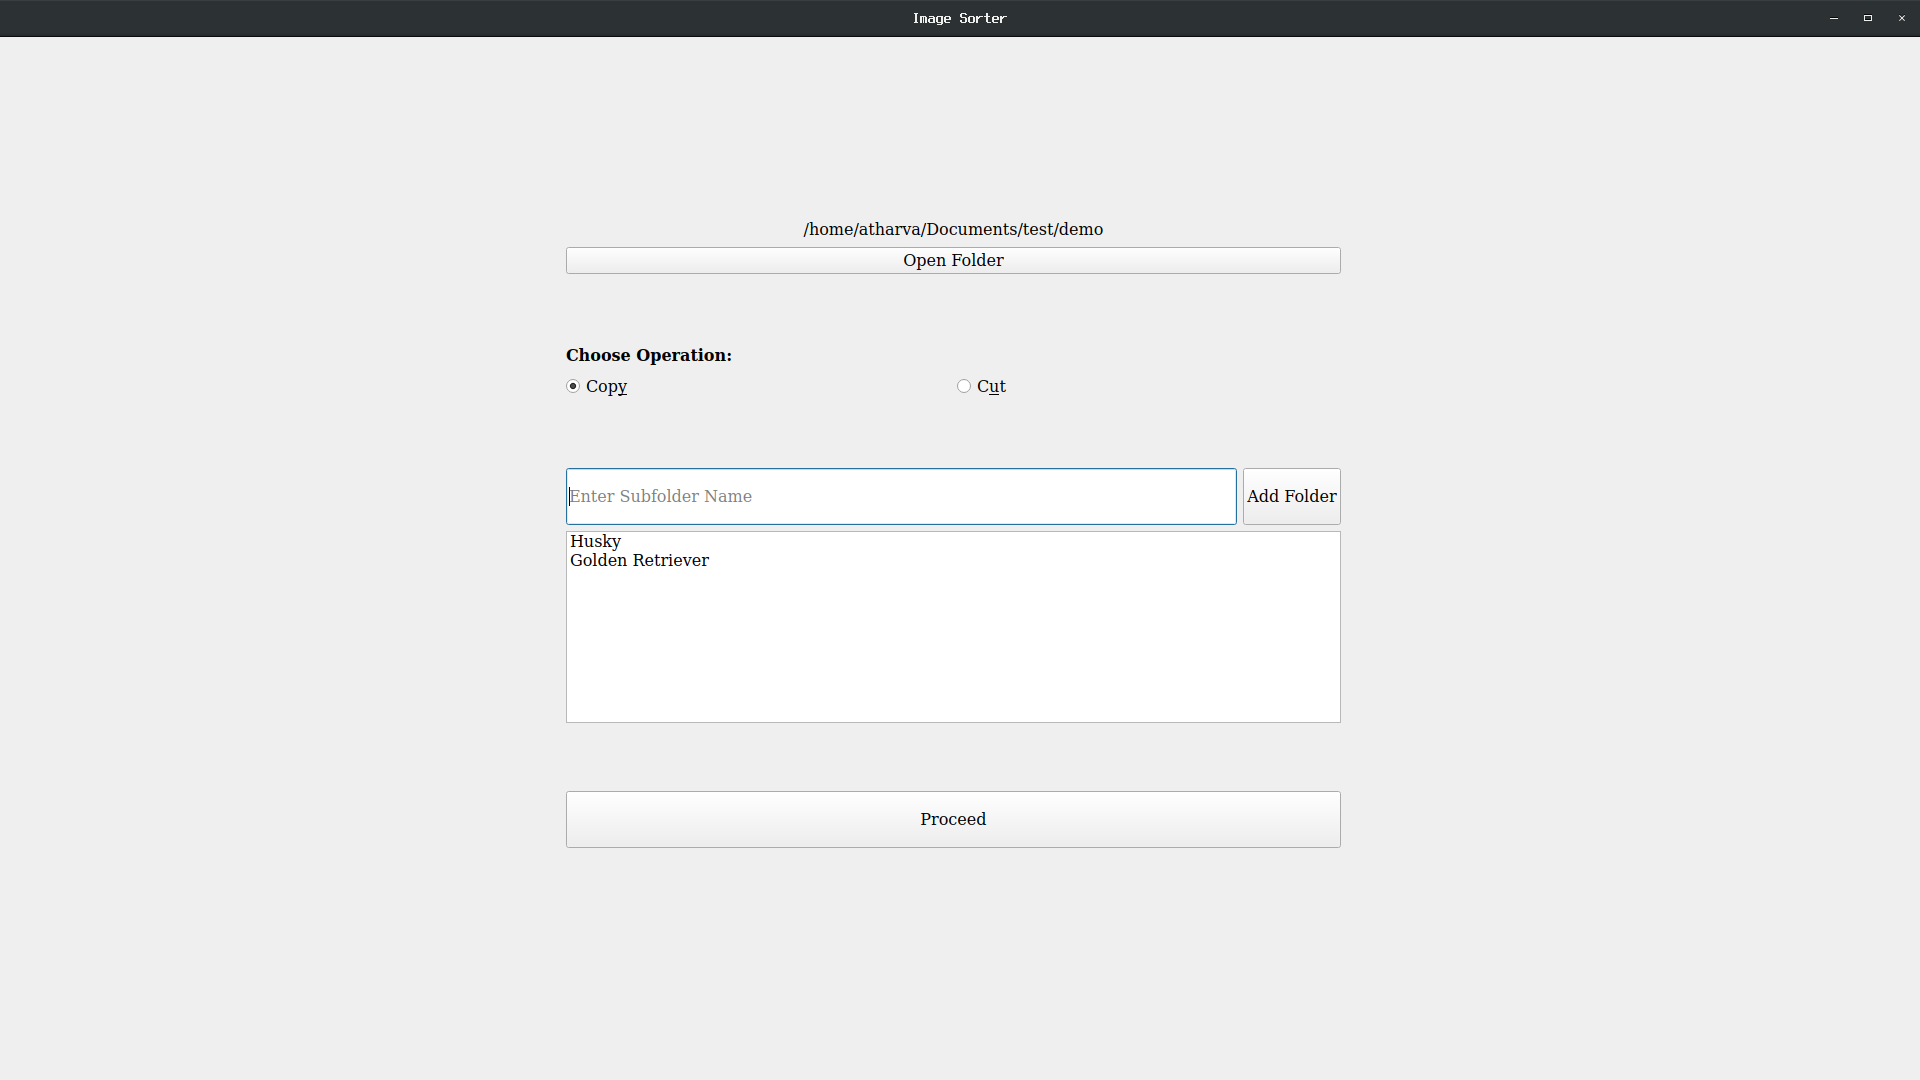 Image Sorter
/home/atharva/Documents/test/demo
Open Folder
Choose Operation:
Copy
Cut
Enter Subfolder Name
Add Folder
Husky
Golden Retriever
Proceed